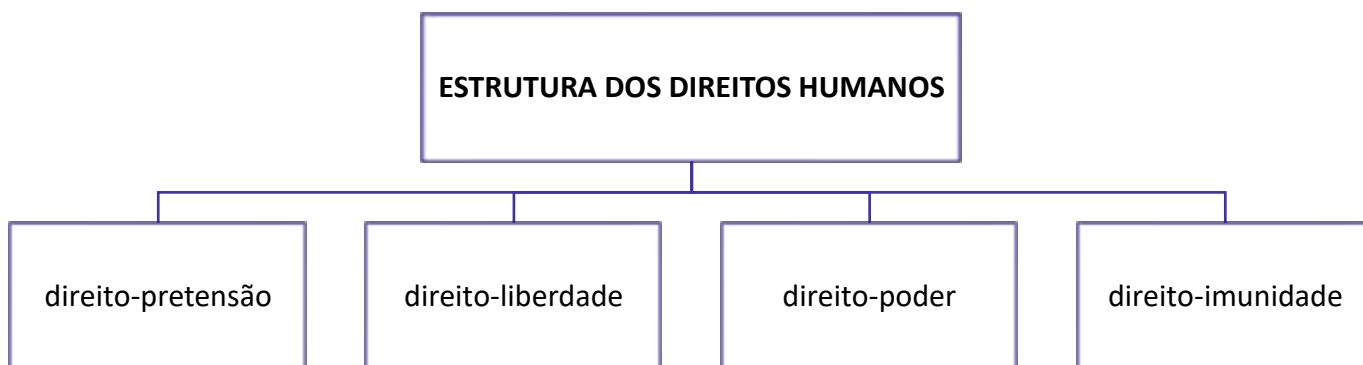 ESTRUTURA DOS DIREITOS HUMANOS
direito-pretensão
direito-liberdade
direito-poder
direito-imunidade